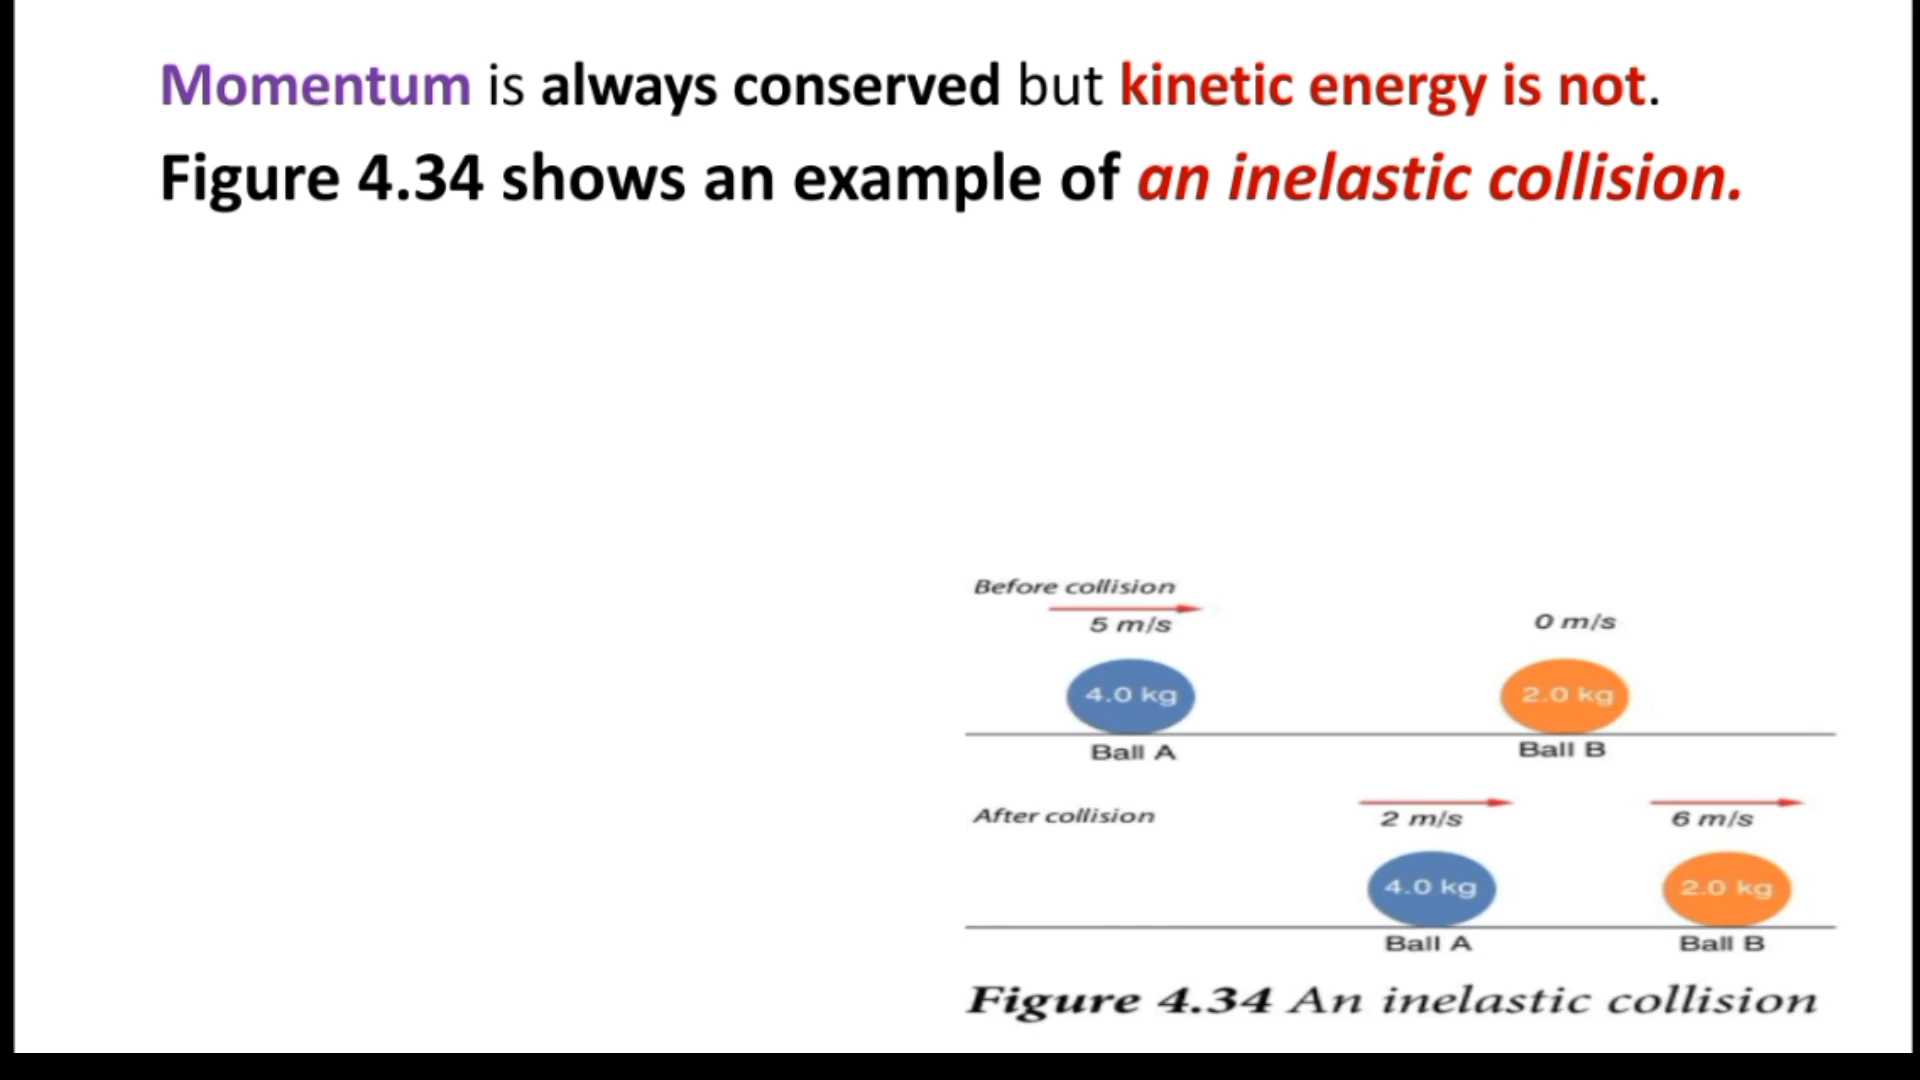 Momentum is always conserved but kinetic energy is not.
Figure 4.34 shows an example of an inelastic collision.
Before collision
5 m/s
0 m/s
4.0 kg
2.0 kg
Ball A
Ball B
After collision
2 m/s
6 m/s
4.0 kg
2.0 kg
Ball A
Ball B
Figure 4.34 An inelastic collision